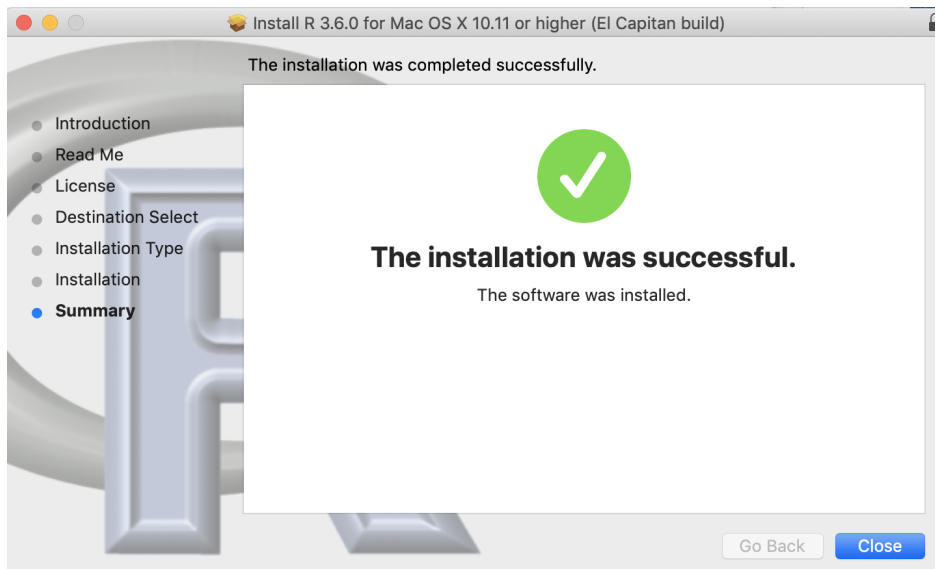 Install R 3.6.0 for Mac OS X 10.11 or higher (El Capitan build)
The installation was completed successfully.
Introduction
Read Me
License
Destination Select
Installation Type
Installation
Summary
The installation was successful.
The software was installed.
Go Back
Close